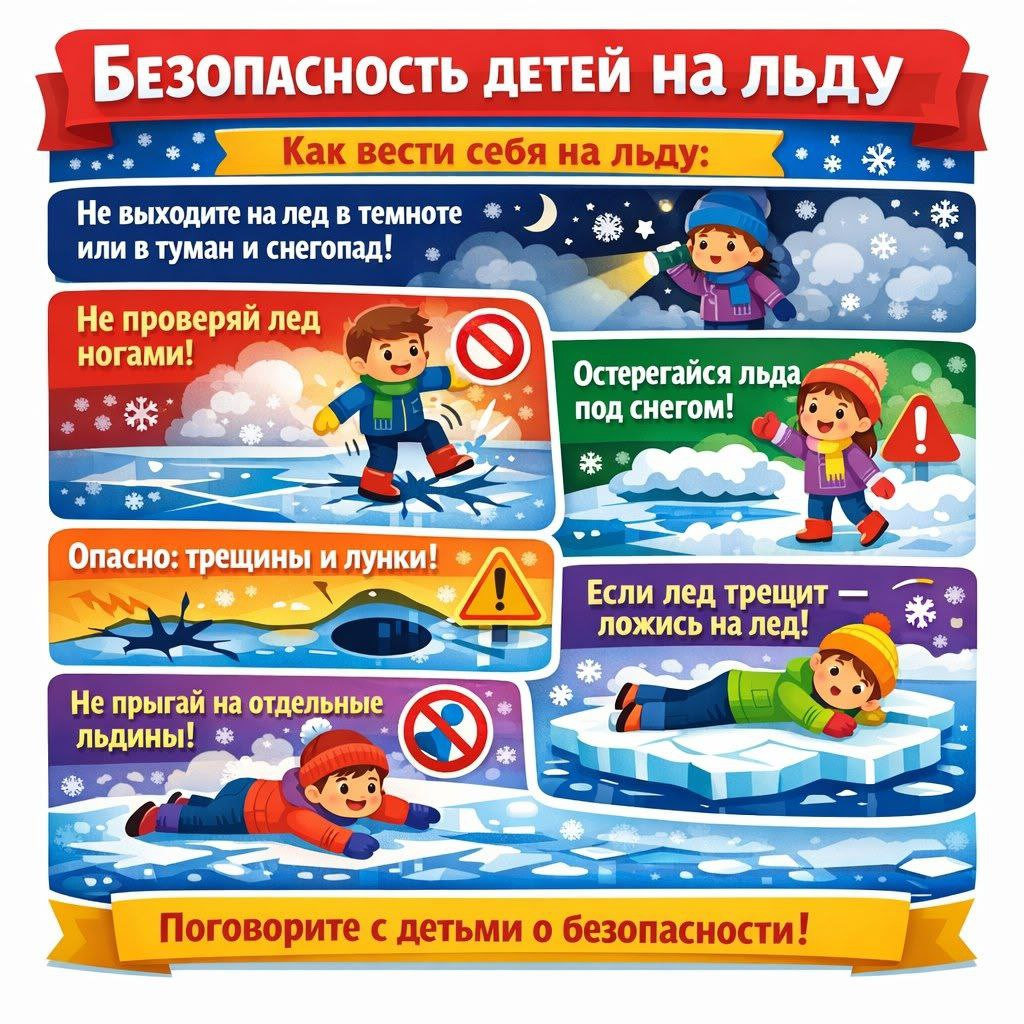 Безопасность детей на льду
Как вести себя на льду:
Не выходите на лед в темноте
или в туман и снегопад!
Не проверяй лед
ногами!
Остерегайся льда
под снегом!
Опасно: трещины и лунки!
Если лед трещит —
ложись на лед!
Не прыгай на отдельные
льдины!
Поговорите с детьми о безопасности!